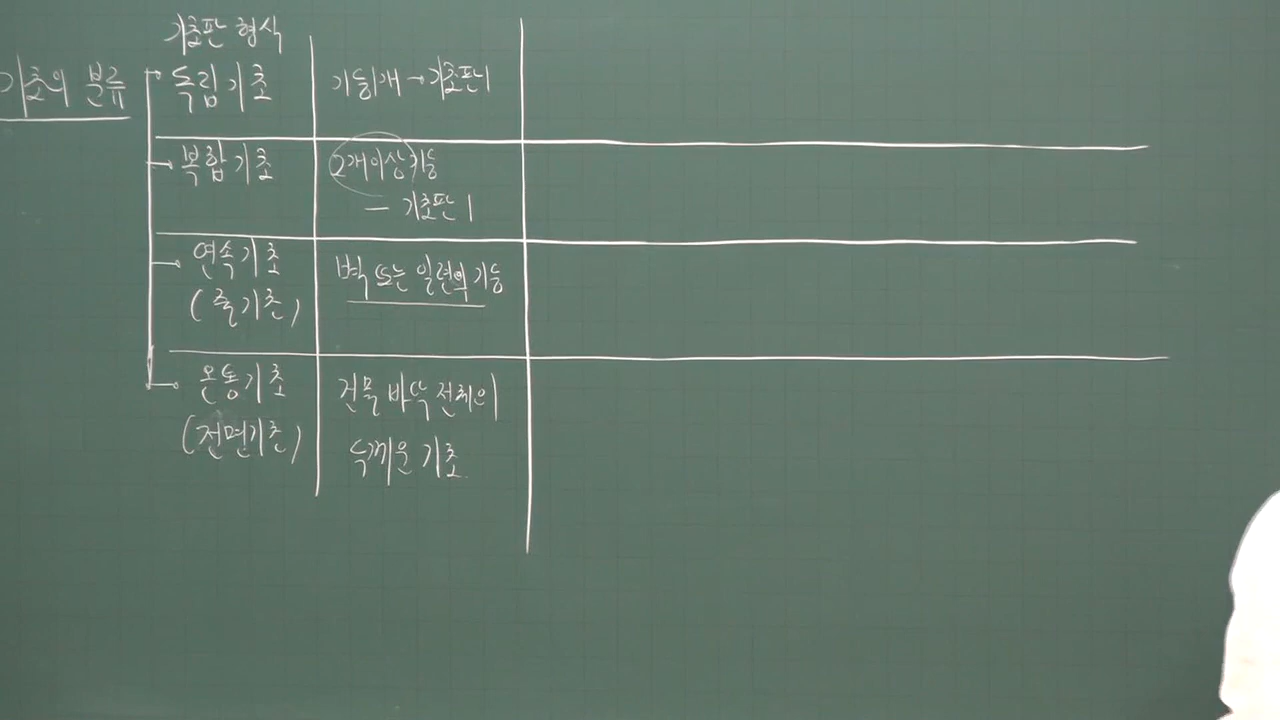 기초판 형식
기초의 분류
독립기초
기둥1개→기초판1
복합기초
2개이상기둥
— 기초판 1
연속기초
(줄기초)
벽 또는 일련의 기둥
온통기초
(전면기초)
건물 바닥 전체의
두꺼운 기초